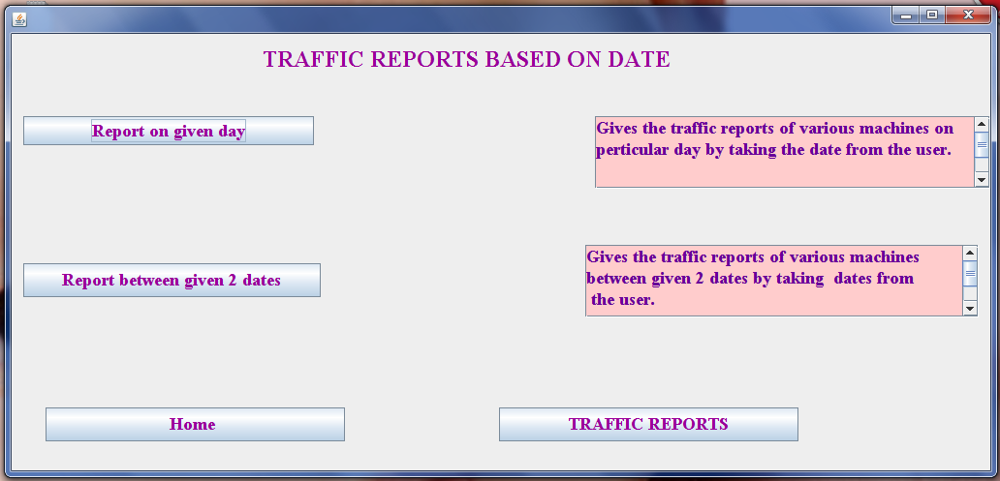 TRAFFIC REPORTS BASED ON DATE
Report on given day
Gives the traffic reports of various machines on
perticular day by taking the date from the user.
Report between given 2 dates
Gives the traffic reports of various machines
between given 2 dates by taking  dates from
 the user.
Home
TRAFFIC REPORTS